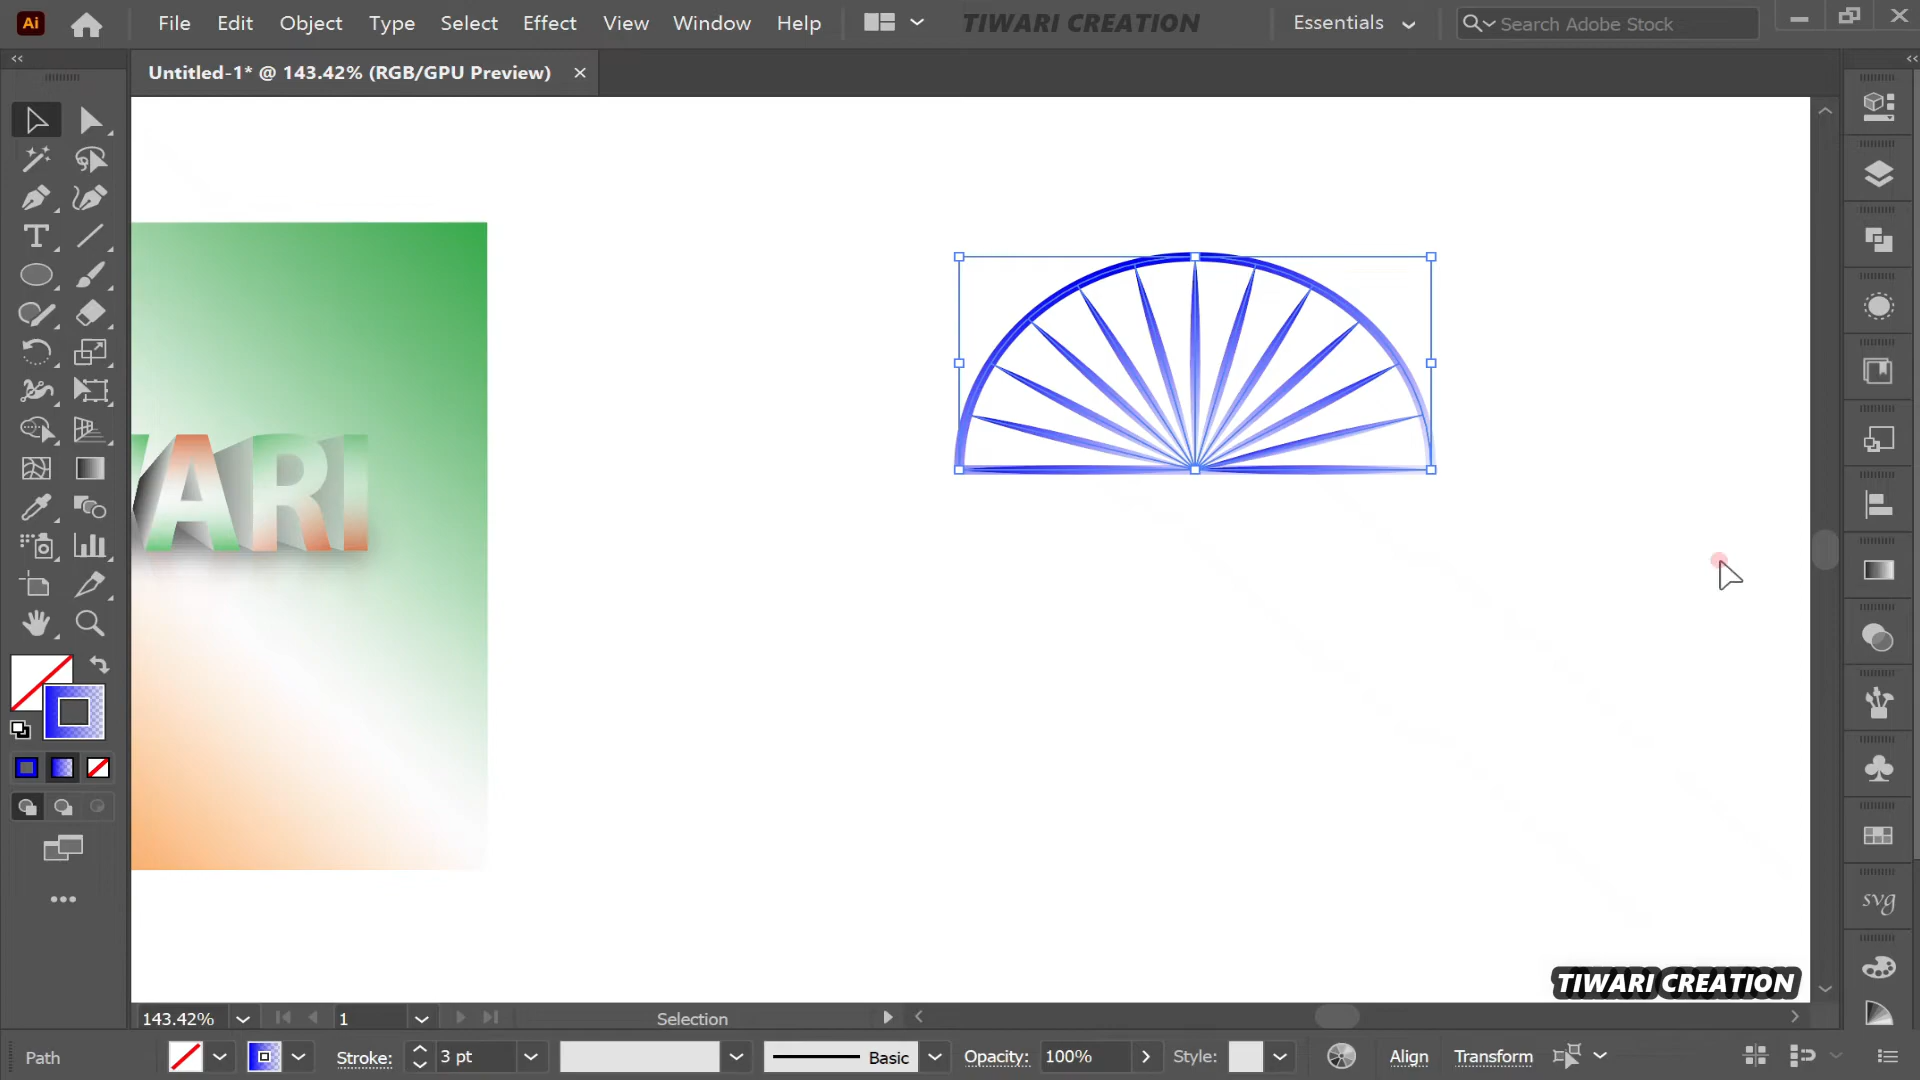 Ai File Edit Object Type Select Effect View Window Help TIWARI CREATION Essentials Search Adobe Stock
Untitled-1* @ 143.42% (RGB/GPU Preview)
ARI
svg
TIWARI CREATION
143.42% 1 Selection
Path Stroke: 3 pt Basic Opacity: 100% Style: Align Transform